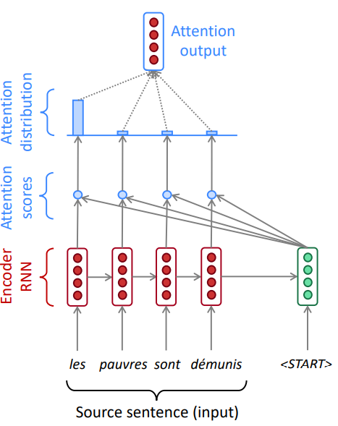 Attention
output
Attention
distribution
Attention
scores
Encoder
RNN
les pauvres sont démunis <START>
Source sentence (input)